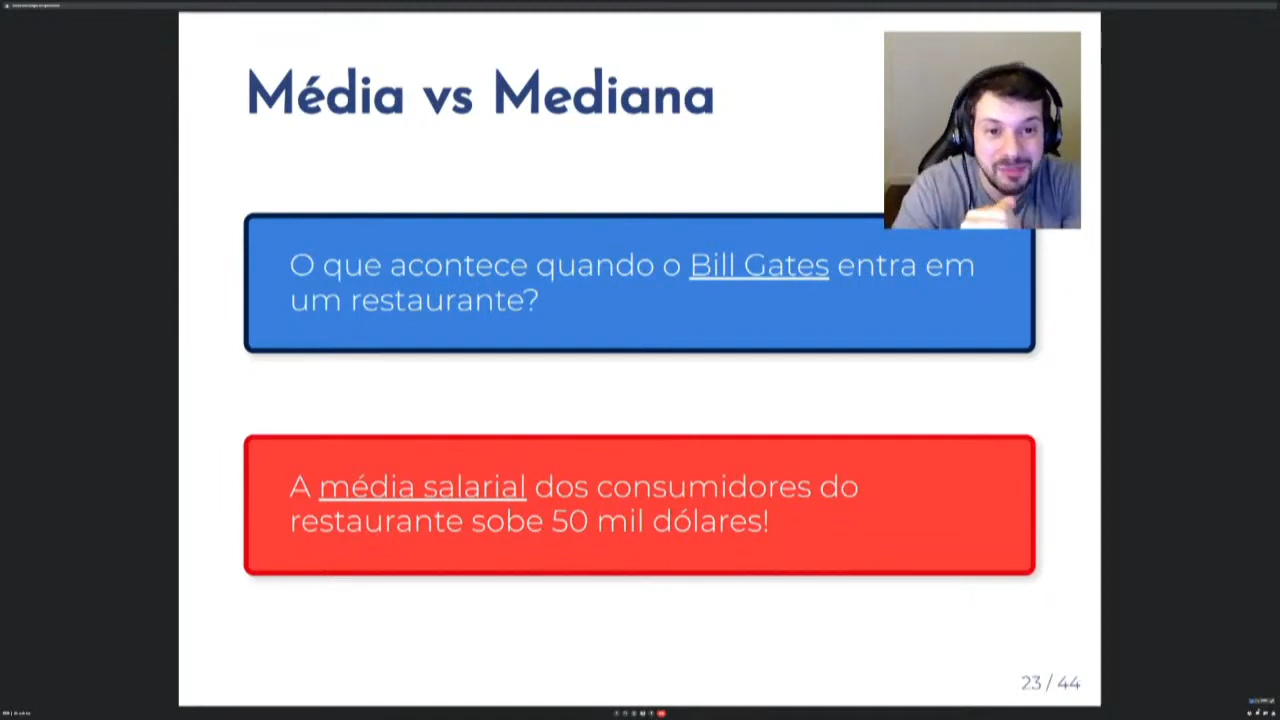 Média vs Mediana
O que acontece quando o Bill Gates entra em
um restaurante?
A média salarial dos consumidores do
restaurante sobe 50 mil dólares!
23 / 44